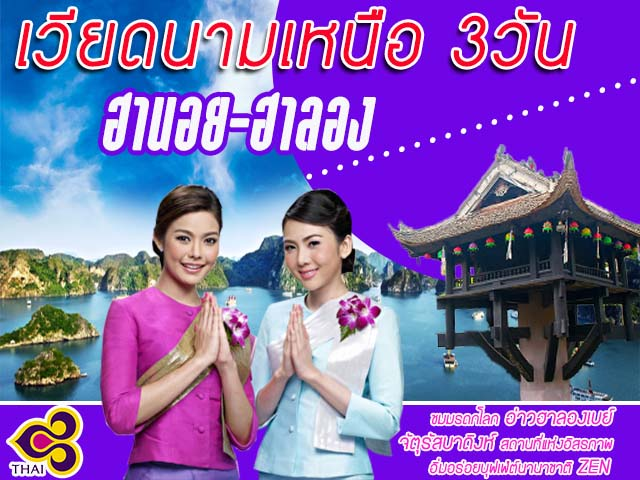 เวียดนามเหนือ 3วัน
ฮานอย-ฮาลอง
ชมมรดกโลก อ่าวฮาลองเบย์
จัตุรัสบาดิงห์ สถานที่แห่งอิสรภาพ
อิ่มอร่อยบุฟเฟ่ต์นานาชาติ ZEN
THAI